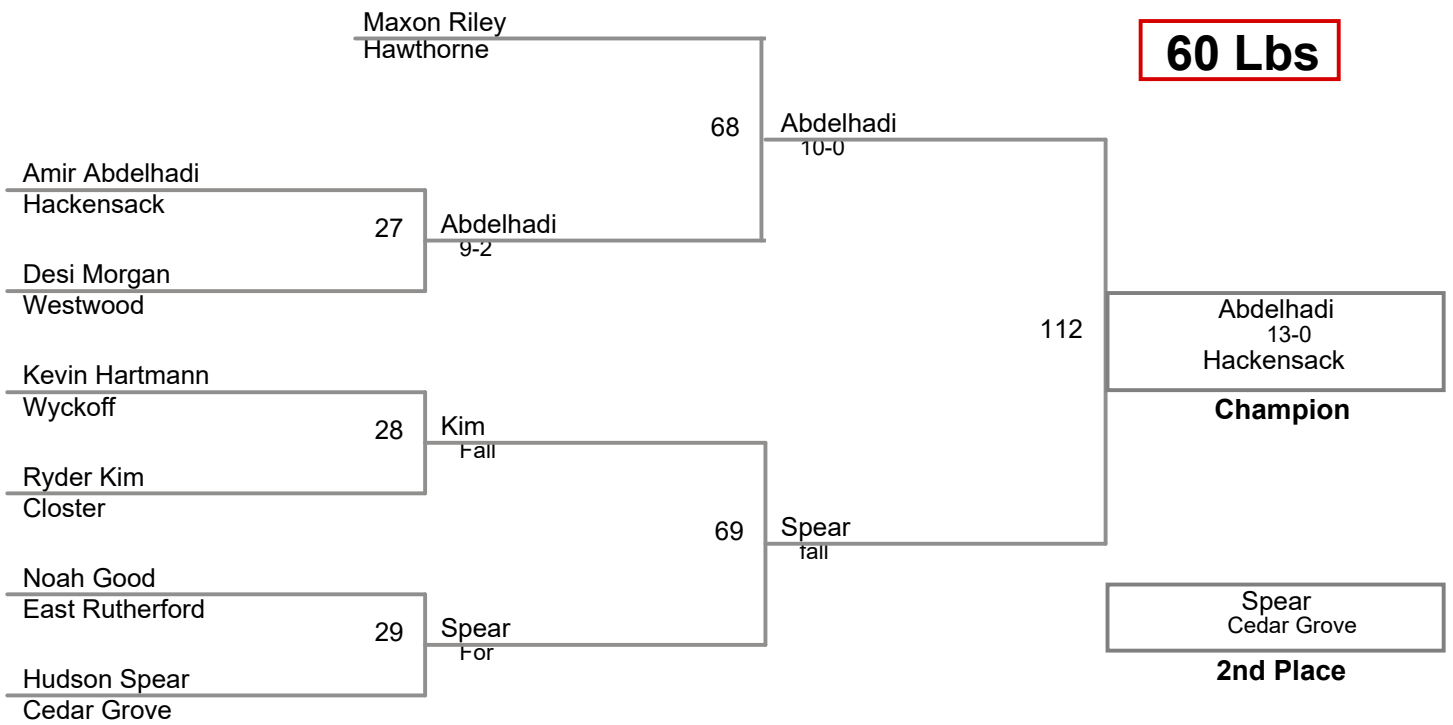 Maxon Riley
Hawthorne
60 Lbs
68
Abdelhadi
10-0
Amir Abdelhadi
Hackensack
27
Abdelhadi
9-2
Desi Morgan
Westwood
112
Abdelhadi
13-0
Hackensack
Champion
Kevin Hartmann
Wyckoff
28
Kim
Fall
Ryder Kim
Closter
69
Spear
fall
Noah Good
East Rutherford
29
Spear
For
Hudson Spear
Cedar Grove
Spear
Cedar Grove
2nd Place